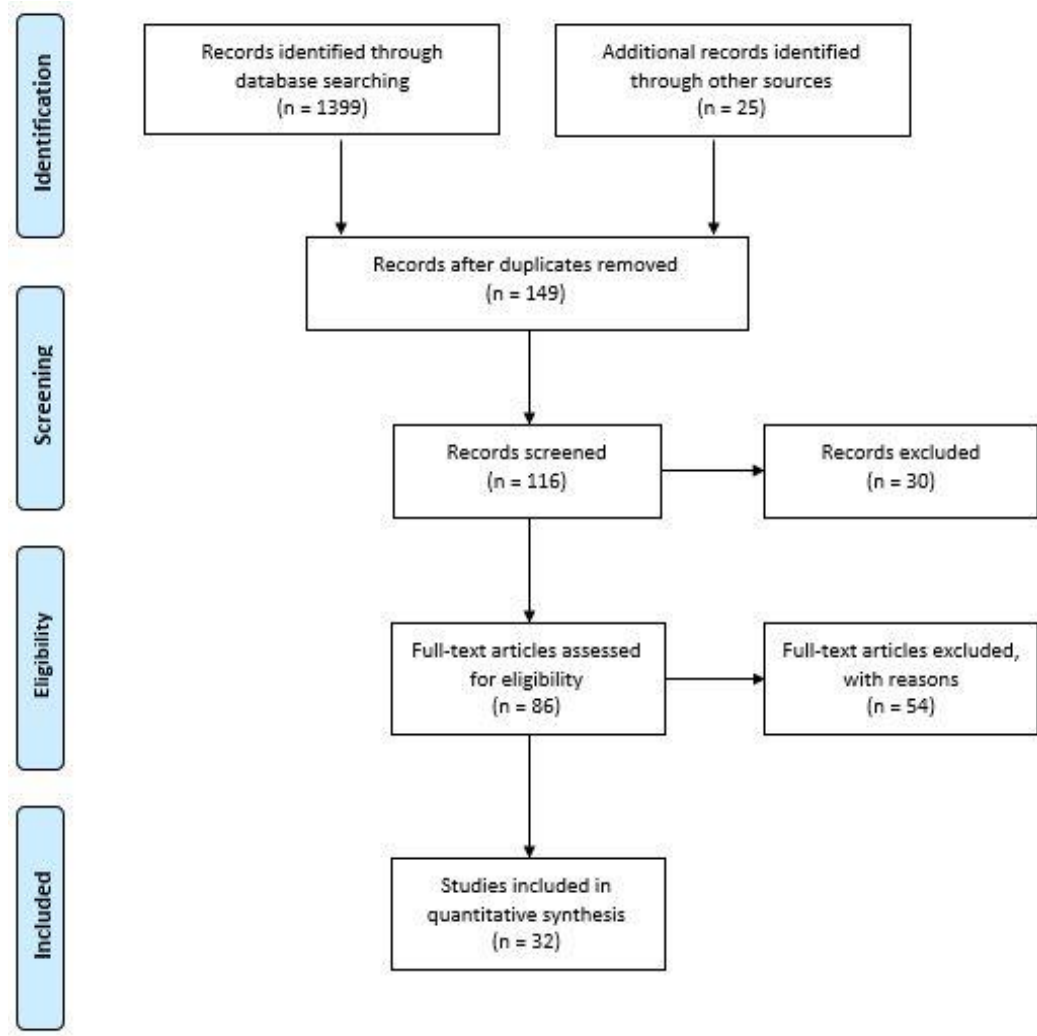 Identification
Records identified through
database searching
(n = 1399)
Additional records identified
through other sources
(n = 25)
Records after duplicates removed
(n = 149)
Screening
Records screened
(n = 116)
Records excluded
(n = 30)
Eligibility
Full-text articles assessed
for eligibility
(n = 86)
Full-text articles excluded,
with reasons
(n = 54)
Included
Studies included in
quantitative synthesis
(n = 32)